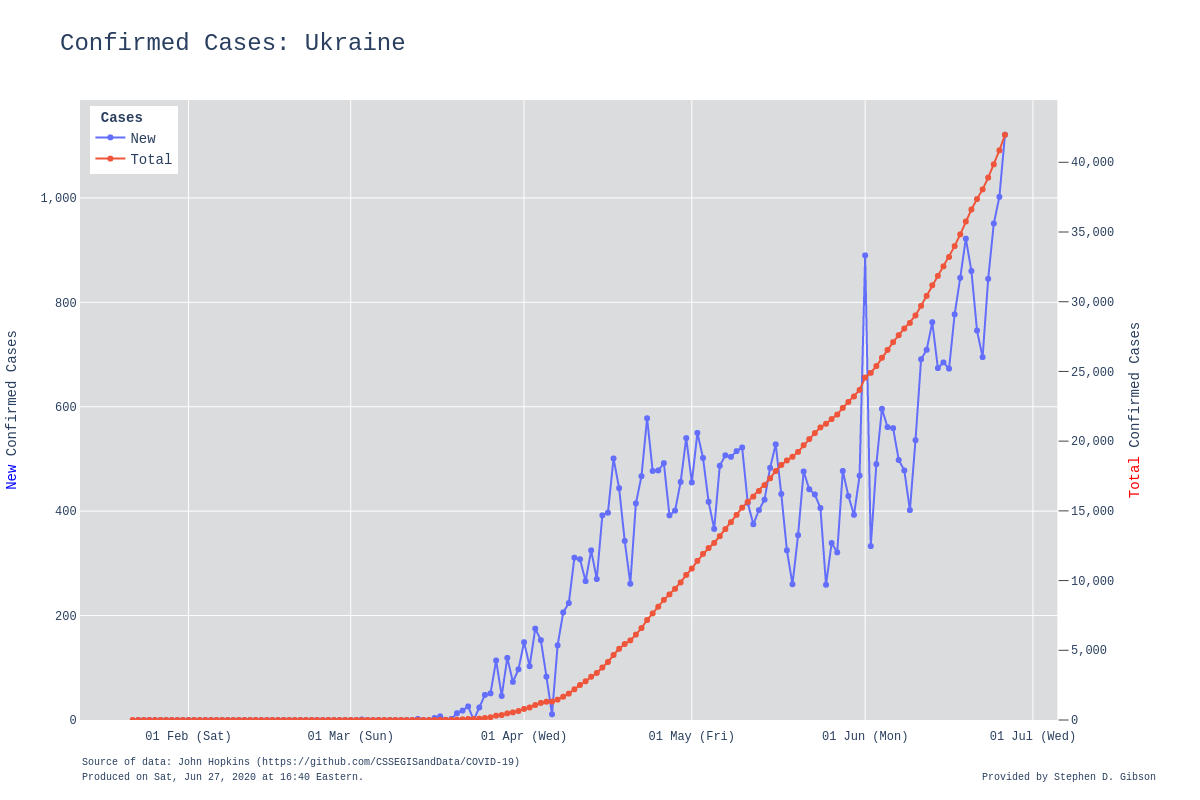 Confirmed Cases: Ukraine
Cases
New
Total
1,000
800
600
400
200
0
New Confirmed Cases
40,000
35,000
30,000
25,000
20,000
15,000
10,000
5,000
0
Total Confirmed Cases
01 Feb (Sat) 01 Mar (Sun) 01 Apr (Wed) 01 May (Fri) 01 Jun (Mon) 01 Jul (Wed)
Source of data: John Hopkins (https://github.com/CSSEGISandData/COVID-19)
Produced on Sat, Jun 27, 2020 at 16:40 Eastern.
Provided by Stephen D. Gibson